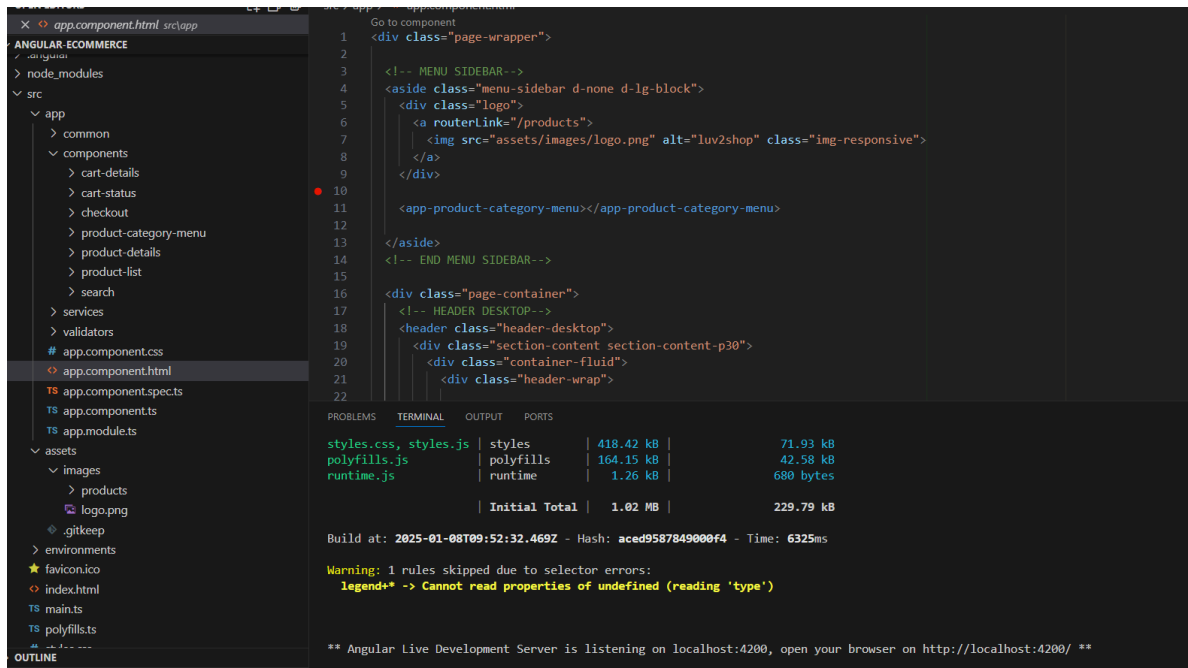 app.component.html src\app
ANGULAR-ECOMMERCE
.angular
node_modules
src
app
common
components
cart-details
cart-status
checkout
product-category-menu
product-details
product-list
search
services
validators
# app.component.css
<> app.component.html
TS app.component.spec.ts
TS app.component.ts
TS app.module.ts
assets
images
products
logo.png
.gitkeep
environments
favicon.ico
<> index.html
TS main.ts
TS polyfills.ts
OUTLINE
Go to component
1 <div class="page-wrapper">
2
3 <!-- MENU SIDEBAR-->
4 <aside class="menu-sidebar d-none d-lg-block">
5 <div class="logo">
6 <a routerLink="/products">
7 <img src="assets/images/logo.png" alt="luv2shop" class="img-responsive">
8 </a>
9 </div>
10
11 <app-product-category-menu></app-product-category-menu>
12
13 </aside>
14 <!-- END MENU SIDEBAR-->
15
16 <div class="page-container">
17 <!-- HEADER DESKTOP-->
18 <header class="header-desktop">
19 <div class="section-content section-content-p30">
20 <div class="container-fluid">
21 <div class="header-wrap">
22
PROBLEMS TERMINAL OUTPUT PORTS
styles.css, styles.js | styles | 418.42 kB | 71.93 kB
polyfills.js | polyfills | 164.15 kB | 42.58 kB
runtime.js | runtime | 1.26 kB | 680 bytes
| Initial Total | 1.02 MB | 229.79 kB
Build at: 2025-01-08T09:52:32.469Z - Hash: aced9587849000f4 - Time: 6325ms
Warning: 1 rules skipped due to selector errors:
legend+* -> Cannot read properties of undefined (reading 'type')
** Angular Live Development Server is listening on localhost:4200, open your browser on http://localhost:4200/ **